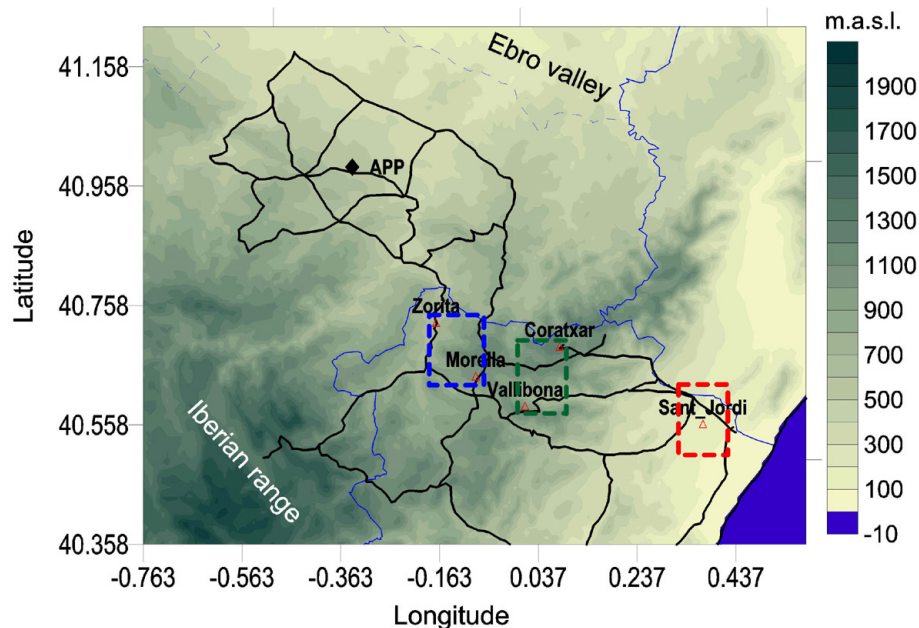 m.a.s.l.
Ebro valley
41.158
1900
1700
APP
40.958
1500
1300
Latitude
40.758
Zorita
1100
Coratxar
900
Morella
Vallibona
700
Sant_Jordi
40.558
500
Iberian range
300
100
40.358
-10
-0.763
-0.563
-0.363
-0.163
0.037
0.237
0.437
Longitude